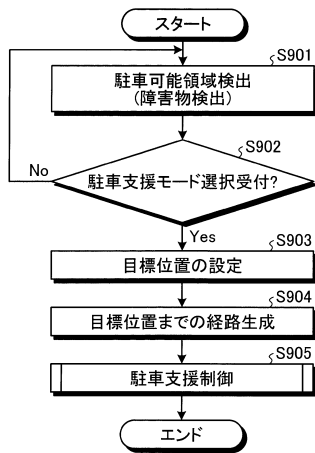 スタート
S901
駐車可能領域検出
(障害物検出)
S902
No
駐車支援モード選択受付?
Yes
S903
目標位置の設定
S904
目標位置までの経路生成
S905
駐車支援制御
エンド